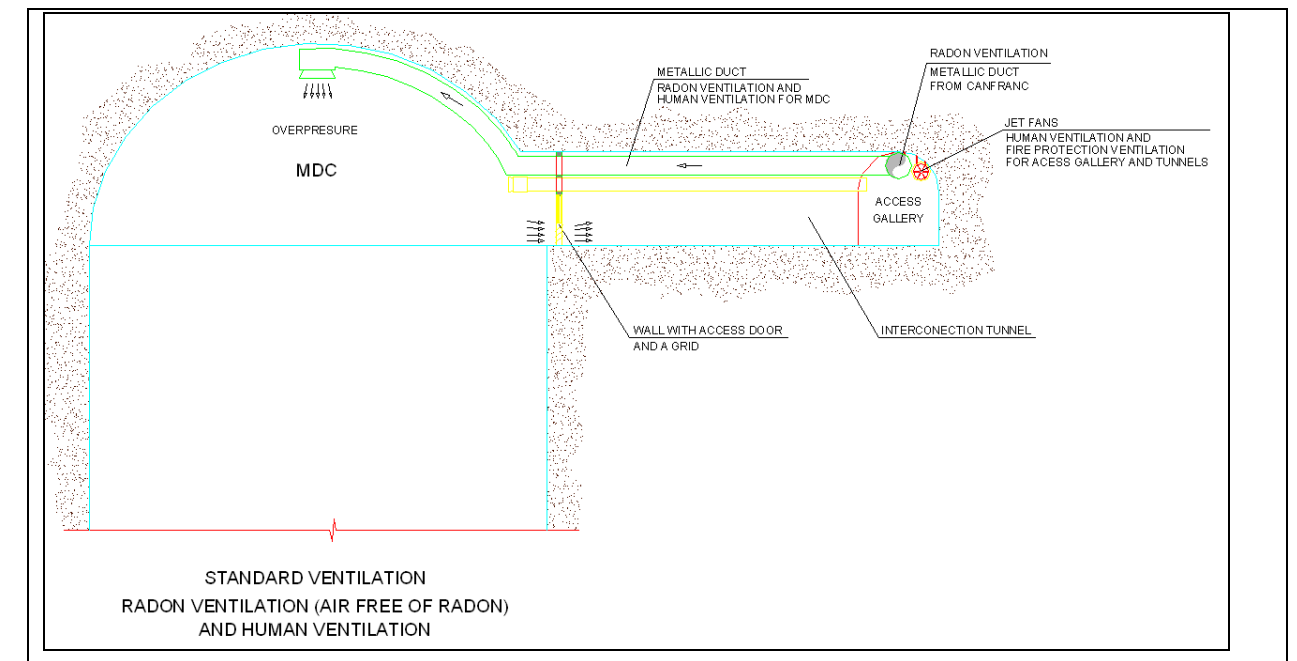 RADON VENTILATION
METALLIC DUCT
FROM CANFRANC
METALLIC DUCT
RADON VENTILATION AND
HUMAN VENTILATION FOR MDC
JET FANS
HUMAN VENTILATION AND
FIRE PROTECTION VENTILATION
FOR ACESS GALLERY AND TUNNELS
OVERPRESURE
MDC
ACCESS
GALLERY
WALL WITH ACCESS DOOR
AND A GRID
INTERCONECTION TUNNEL
STANDARD VENTILATION
RADON VENTILATION (AIR FREE OF RADON)
AND HUMAN VENTILATION